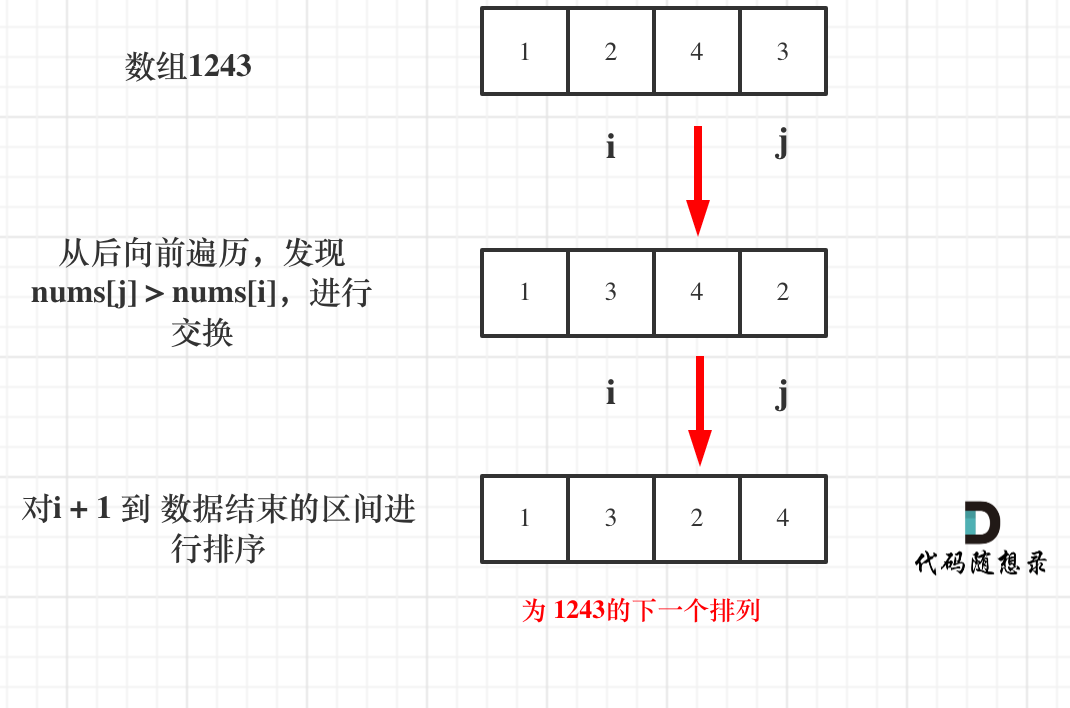 数组1243
1 2 4 3
i j
从后向前遍历，发现
nums[j] > nums[i]，进行
交换
1 3 4 2
i j
对i + 1 到 数据结束的区间进
行排序
1 3 2 4
代码随想录
为 1243的下一个排列